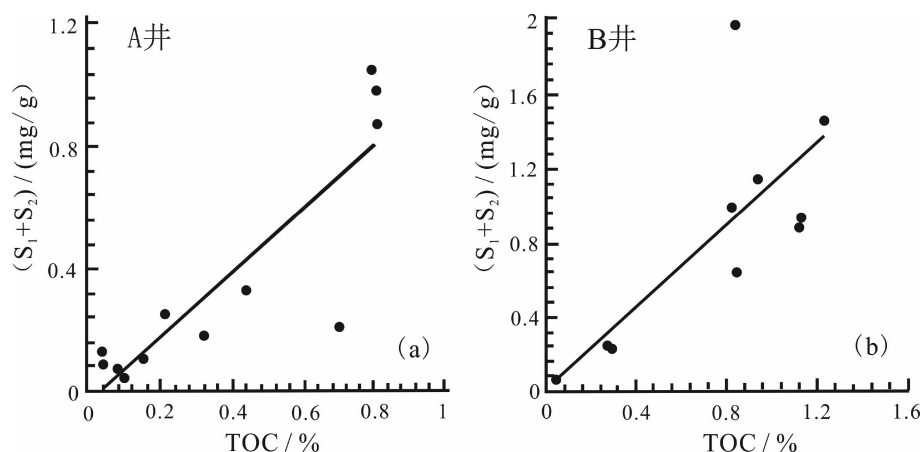 A井
(S₁+S₂) / (mg/g)
1.2
0.8
0.4
0
0 0.2 0.4 0.6 0.8 1
TOC / %
(a)
B井
(S₁+S₂) / (mg/g)
2
1.6
1.2
0.8
0.4
0
0 0.4 0.8 1.2 1.6
TOC / %
(b)